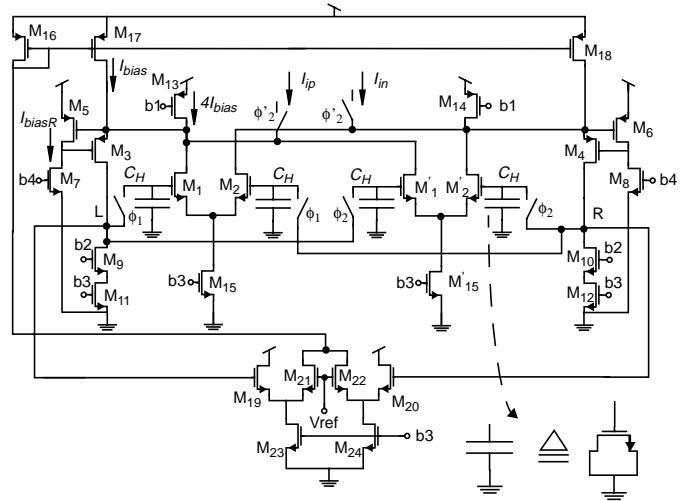 M16
M17
M18
Ibias
M13
b1
4Ibias
φ'2
Iip
Iin
φ'2
M14
b1
M5
IbiasR
M3
M6
M4
b4
M7
CH
M1
M2
CH
CH
M'1
M'2
CH
M8
b4
L
φ1
φ1
φ2
φ2
R
b2
M9
b3
M11
b3
M15
b3
M'15
M10
b2
b3
M12
M19
M21
M22
M20
Vref
M23
M24
b3